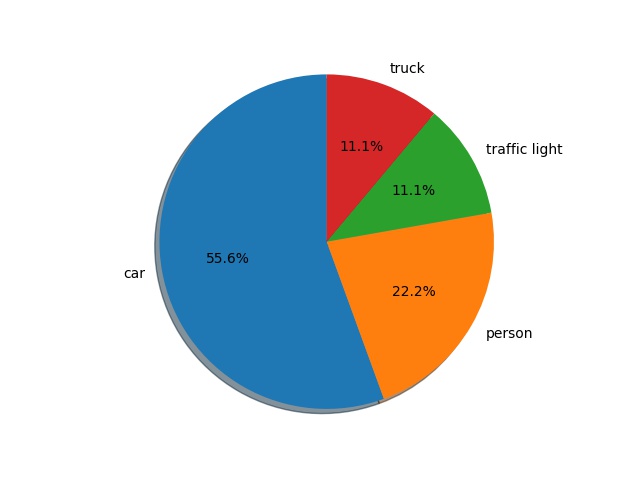 truck
11.1%
traffic light
11.1%
55.6%
car
22.2%
person